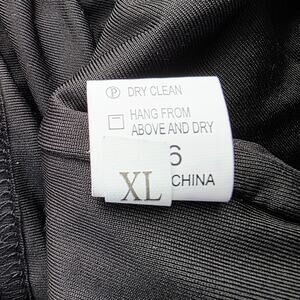 Ⓟ DRY CLEAN
HANG FROM
ABOVE AND DRY
6
XL
CHINA